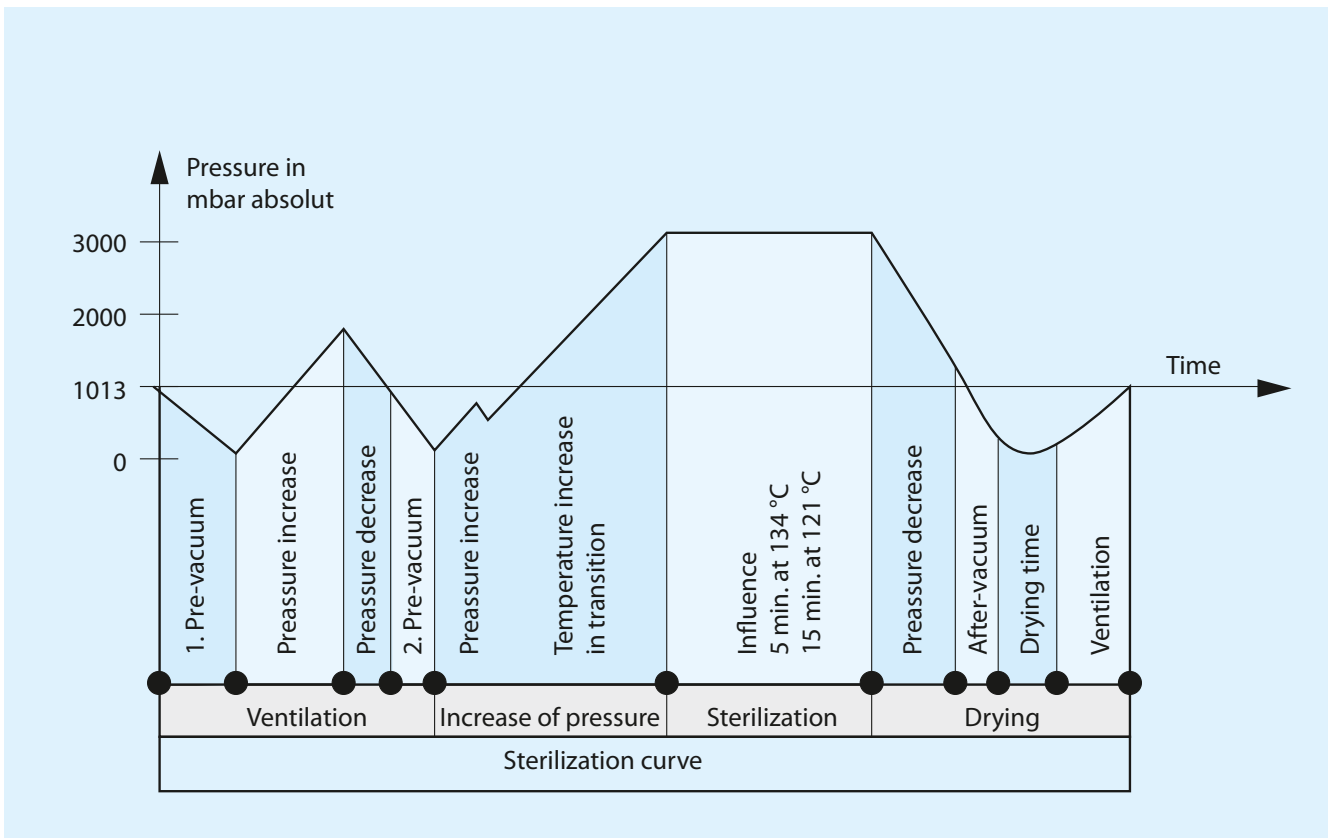 Pressure in
mbar absolut
3000
2000
1013
0
Time
1. Pre-vacuum
Preassure increase
Preassure decrease
2. Pre-vacuum
Preassure increase
Temperature increase
in transition
Influence
5 min. at 134 °C
15 min. at 121 °C
Preassure decrease
After-vacuum
Drying time
Ventilation
Ventilation
Increase of pressure
Sterilization
Drying
Sterilization curve